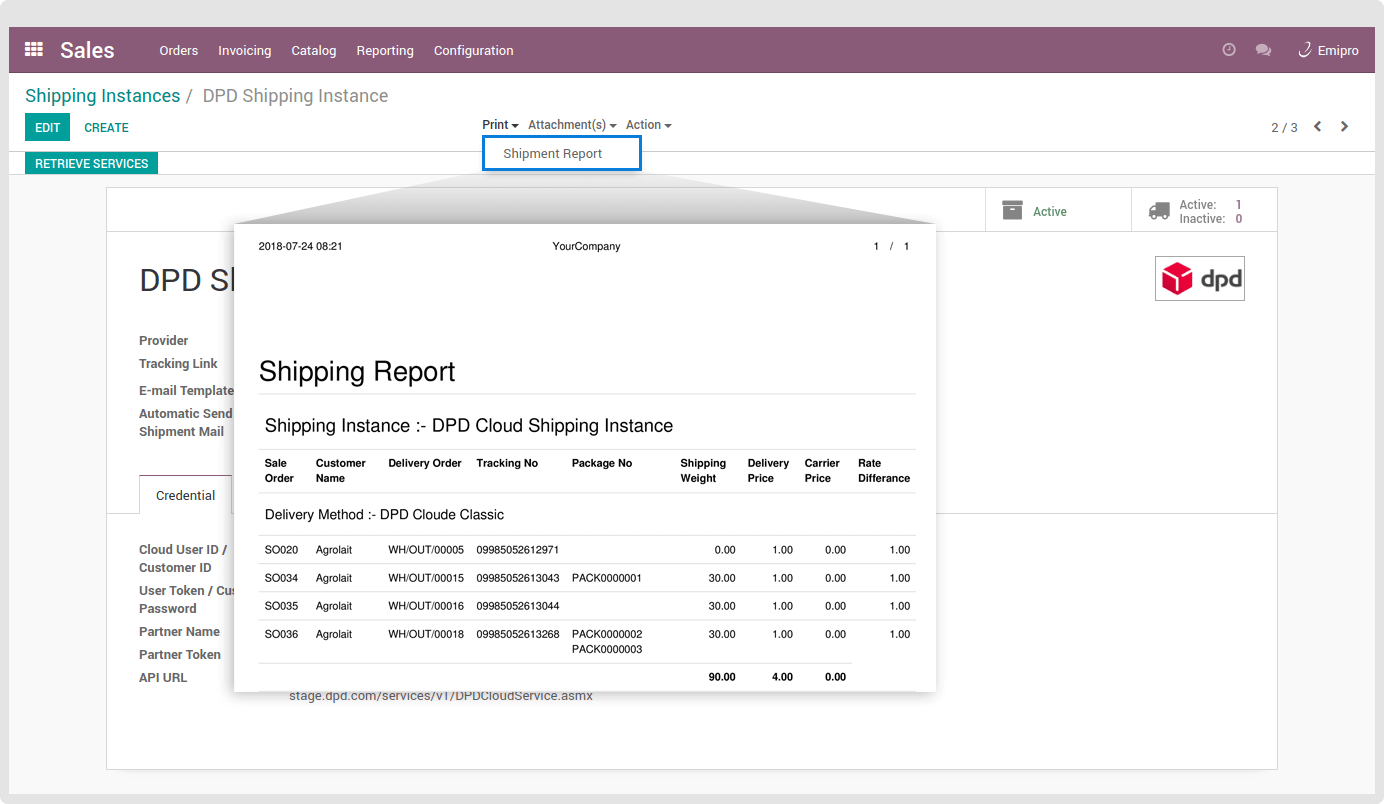 Sales Orders Invoicing Catalog Reporting Configuration Emipro
Shipping Instances / DPD Shipping Instance
EDIT CREATE Print Attachment(s) Action 2 / 3
Shipment Report
RETRIEVE SERVICES
Active
Active: 1
Inactive: 0
dpd
DPD
Provider
Tracking Link
E-mail Template
Automatic Send
Shipment Mail
Credential
Cloud User ID /
Customer ID
User Token /
Password
Partner Name
Partner Token
API URL
stage.dpd.com/services/v1/DPDCloudService.asmx
2018-07-24 08:21 YourCompany 1 / 1
Shipping Report
Shipping Instance :- DPD Cloud Shipping Instance
Sale Order Customer Name Delivery Order Tracking No Package No Shipping Weight Delivery Price Carrier Price Rate Differance
Delivery Method :- DPD Cloude Classic
SO020 Agrolait WH/OUT/00005 09985052612971 0.00 1.00 0.00 1.00
SO034 Agrolait WH/OUT/00015 09985052613043 PACK0000001 30.00 1.00 0.00 1.00
SO035 Agrolait WH/OUT/00016 09985052613044 30.00 1.00 0.00 1.00
SO036 Agrolait WH/OUT/00018 09985052613268 PACK0000002 30.00 1.00 0.00 1.00
PACK0000003
90.00 4.00 0.00